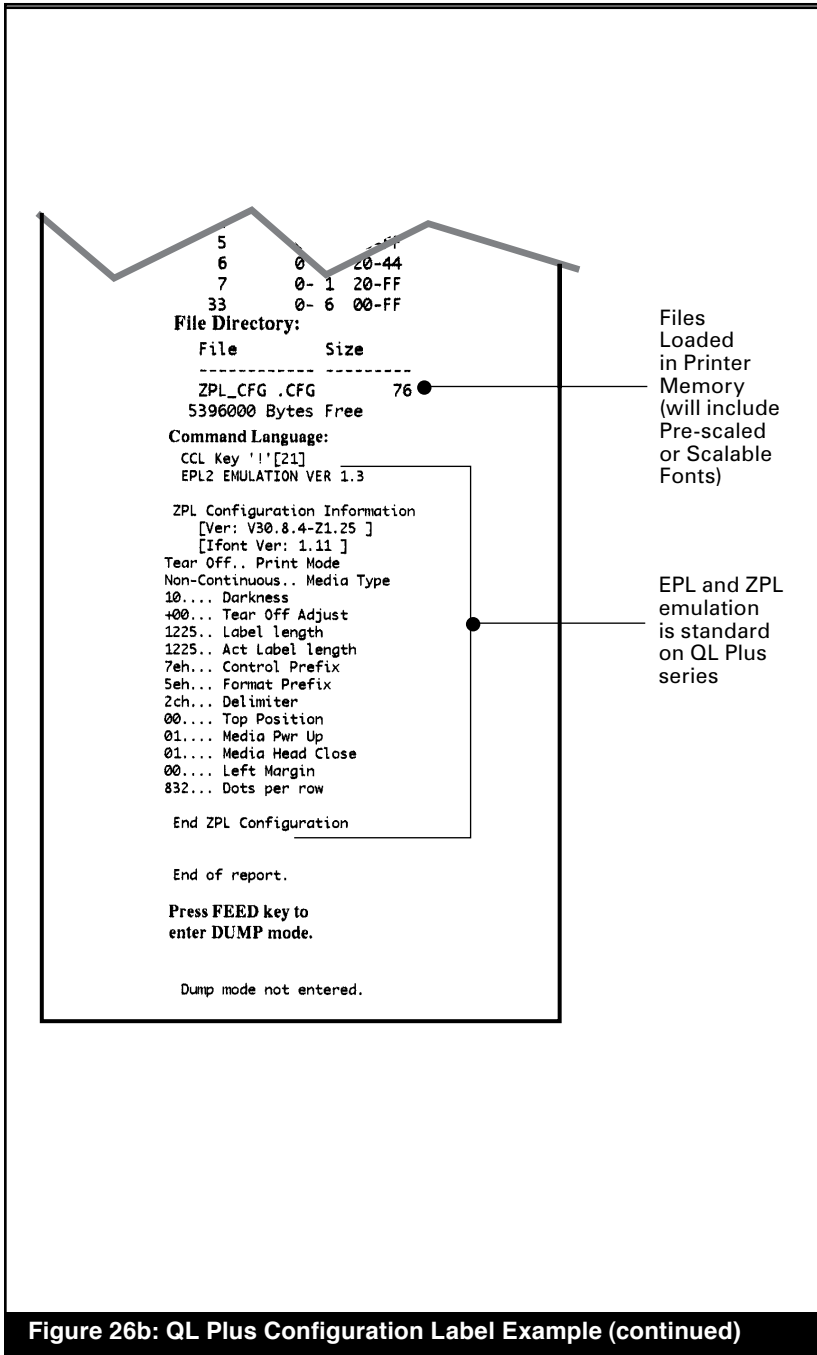 5
6 0 20-44
7 0- 1 20-FF
33 0- 6 00-FF
File Directory:
File Size
------------ ---------
ZPL_CFG .CFG 76
5396000 Bytes Free
Command Language:
CCL Key '!'[21]
EPL2 EMULATION VER 1.3
ZPL Configuration Information
[Ver: V30.8.4-Z1.25 ]
[Ifont Ver: 1.11 ]
Tear Off.. Print Mode
Non-Continuous.. Media Type
10.... Darkness
+00... Tear Off Adjust
1225.. Label length
1225.. Act Label length
7eh... Control Prefix
5eh... Format Prefix
2ch... Delimiter
00.... Top Position
01.... Media Pwr Up
01.... Media Head Close
00.... Left Margin
832... Dots per row
End ZPL Configuration
End of report.
Press FEED key to
enter DUMP mode.
Dump mode not entered.
Files
Loaded
in Printer
Memory
(will include
Pre-scaled
or Scalable
Fonts)
EPL and ZPL
emulation
is standard
on QL Plus
series
Figure 26b: QL Plus Configuration Label Example (continued)